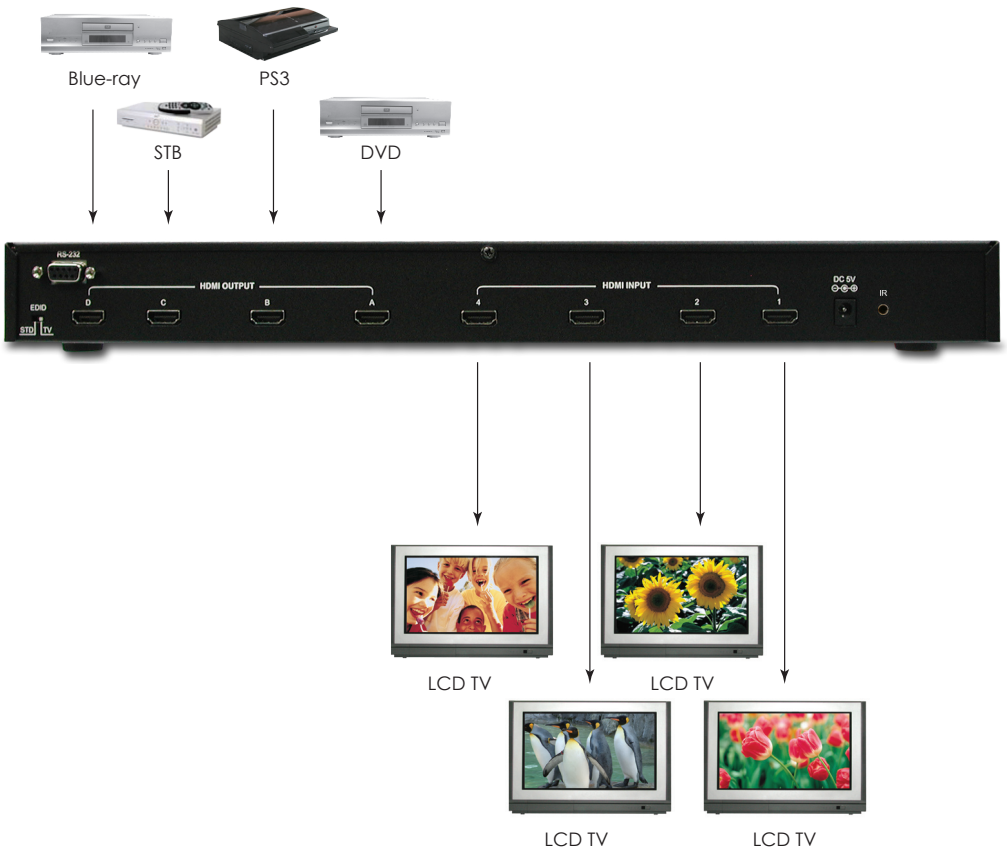 Blue-ray
PS3
STB
DVD
RS-232
HDMI OUTPUT
HDMI INPUT
DC 5V
IR
D
C
B
A
4
3
2
1
EDID
STD
TV
LCD TV
LCD TV
LCD TV
LCD TV